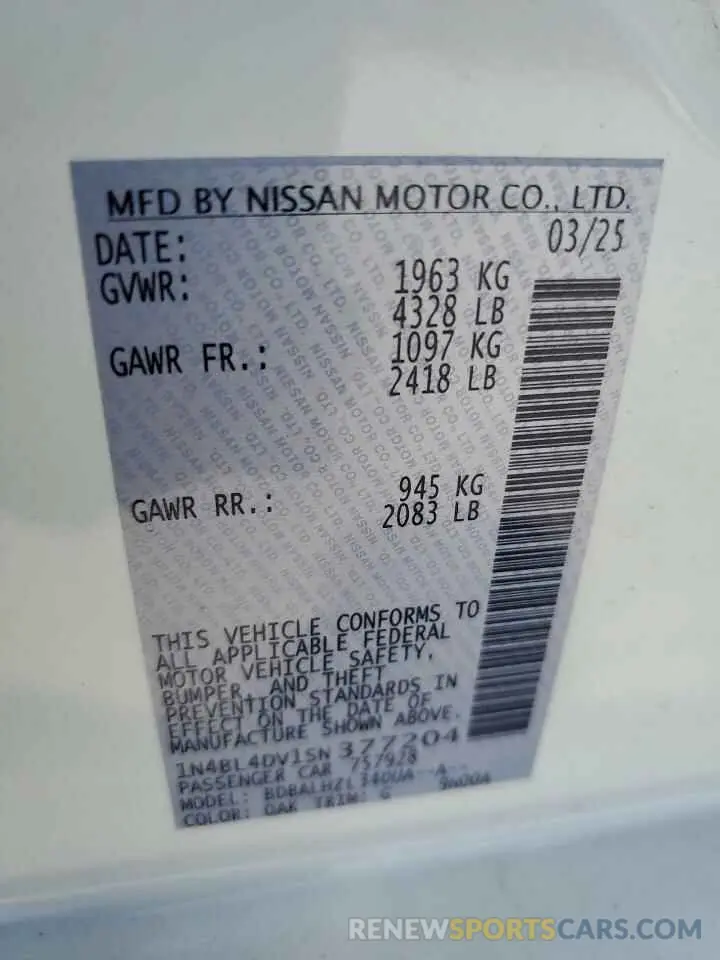 MFD BY NISSAN MOTOR CO., LTD.
DATE: 03/25
GVWR: 1963 KG
4328 LB
GAWR FR.: 1097 KG
2418 LB
GAWR RR.: 945 KG
2083 LB
THIS VEHICLE CONFORMS TO
ALL APPLICABLE FEDERAL
MOTOR VEHICLE SAFETY,
BUMPER, AND THEFT
PREVENTION STANDARDS IN
EFFECT ON THE DATE OF
MANUFACTURE SHOWN ABOVE.
1N4BL4DV1SN377204
PASSENGER CAR 757928
MODEL:
COLOR: QAK TRIM: G
RENEWSPORTSCARS.COM